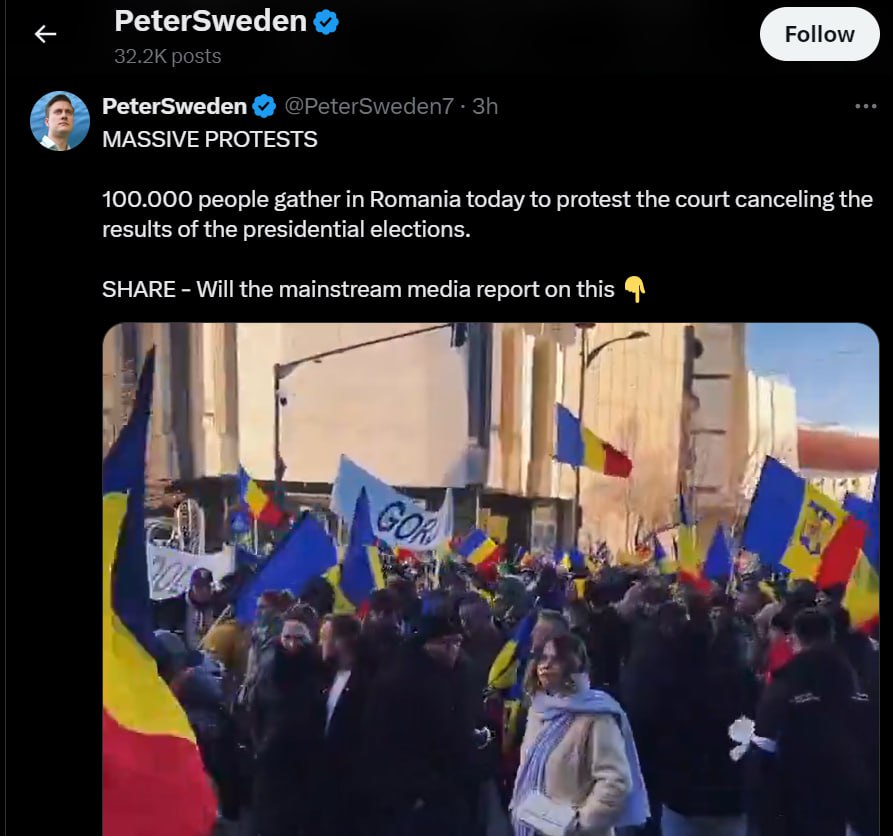 PeterSweden
32.2K posts
Follow
PeterSweden @PeterSweden7 · 3h
MASSIVE PROTESTS
100.000 people gather in Romania today to protest the court canceling the
results of the presidential elections.
SHARE - Will the mainstream media report on this 👇
GORJ